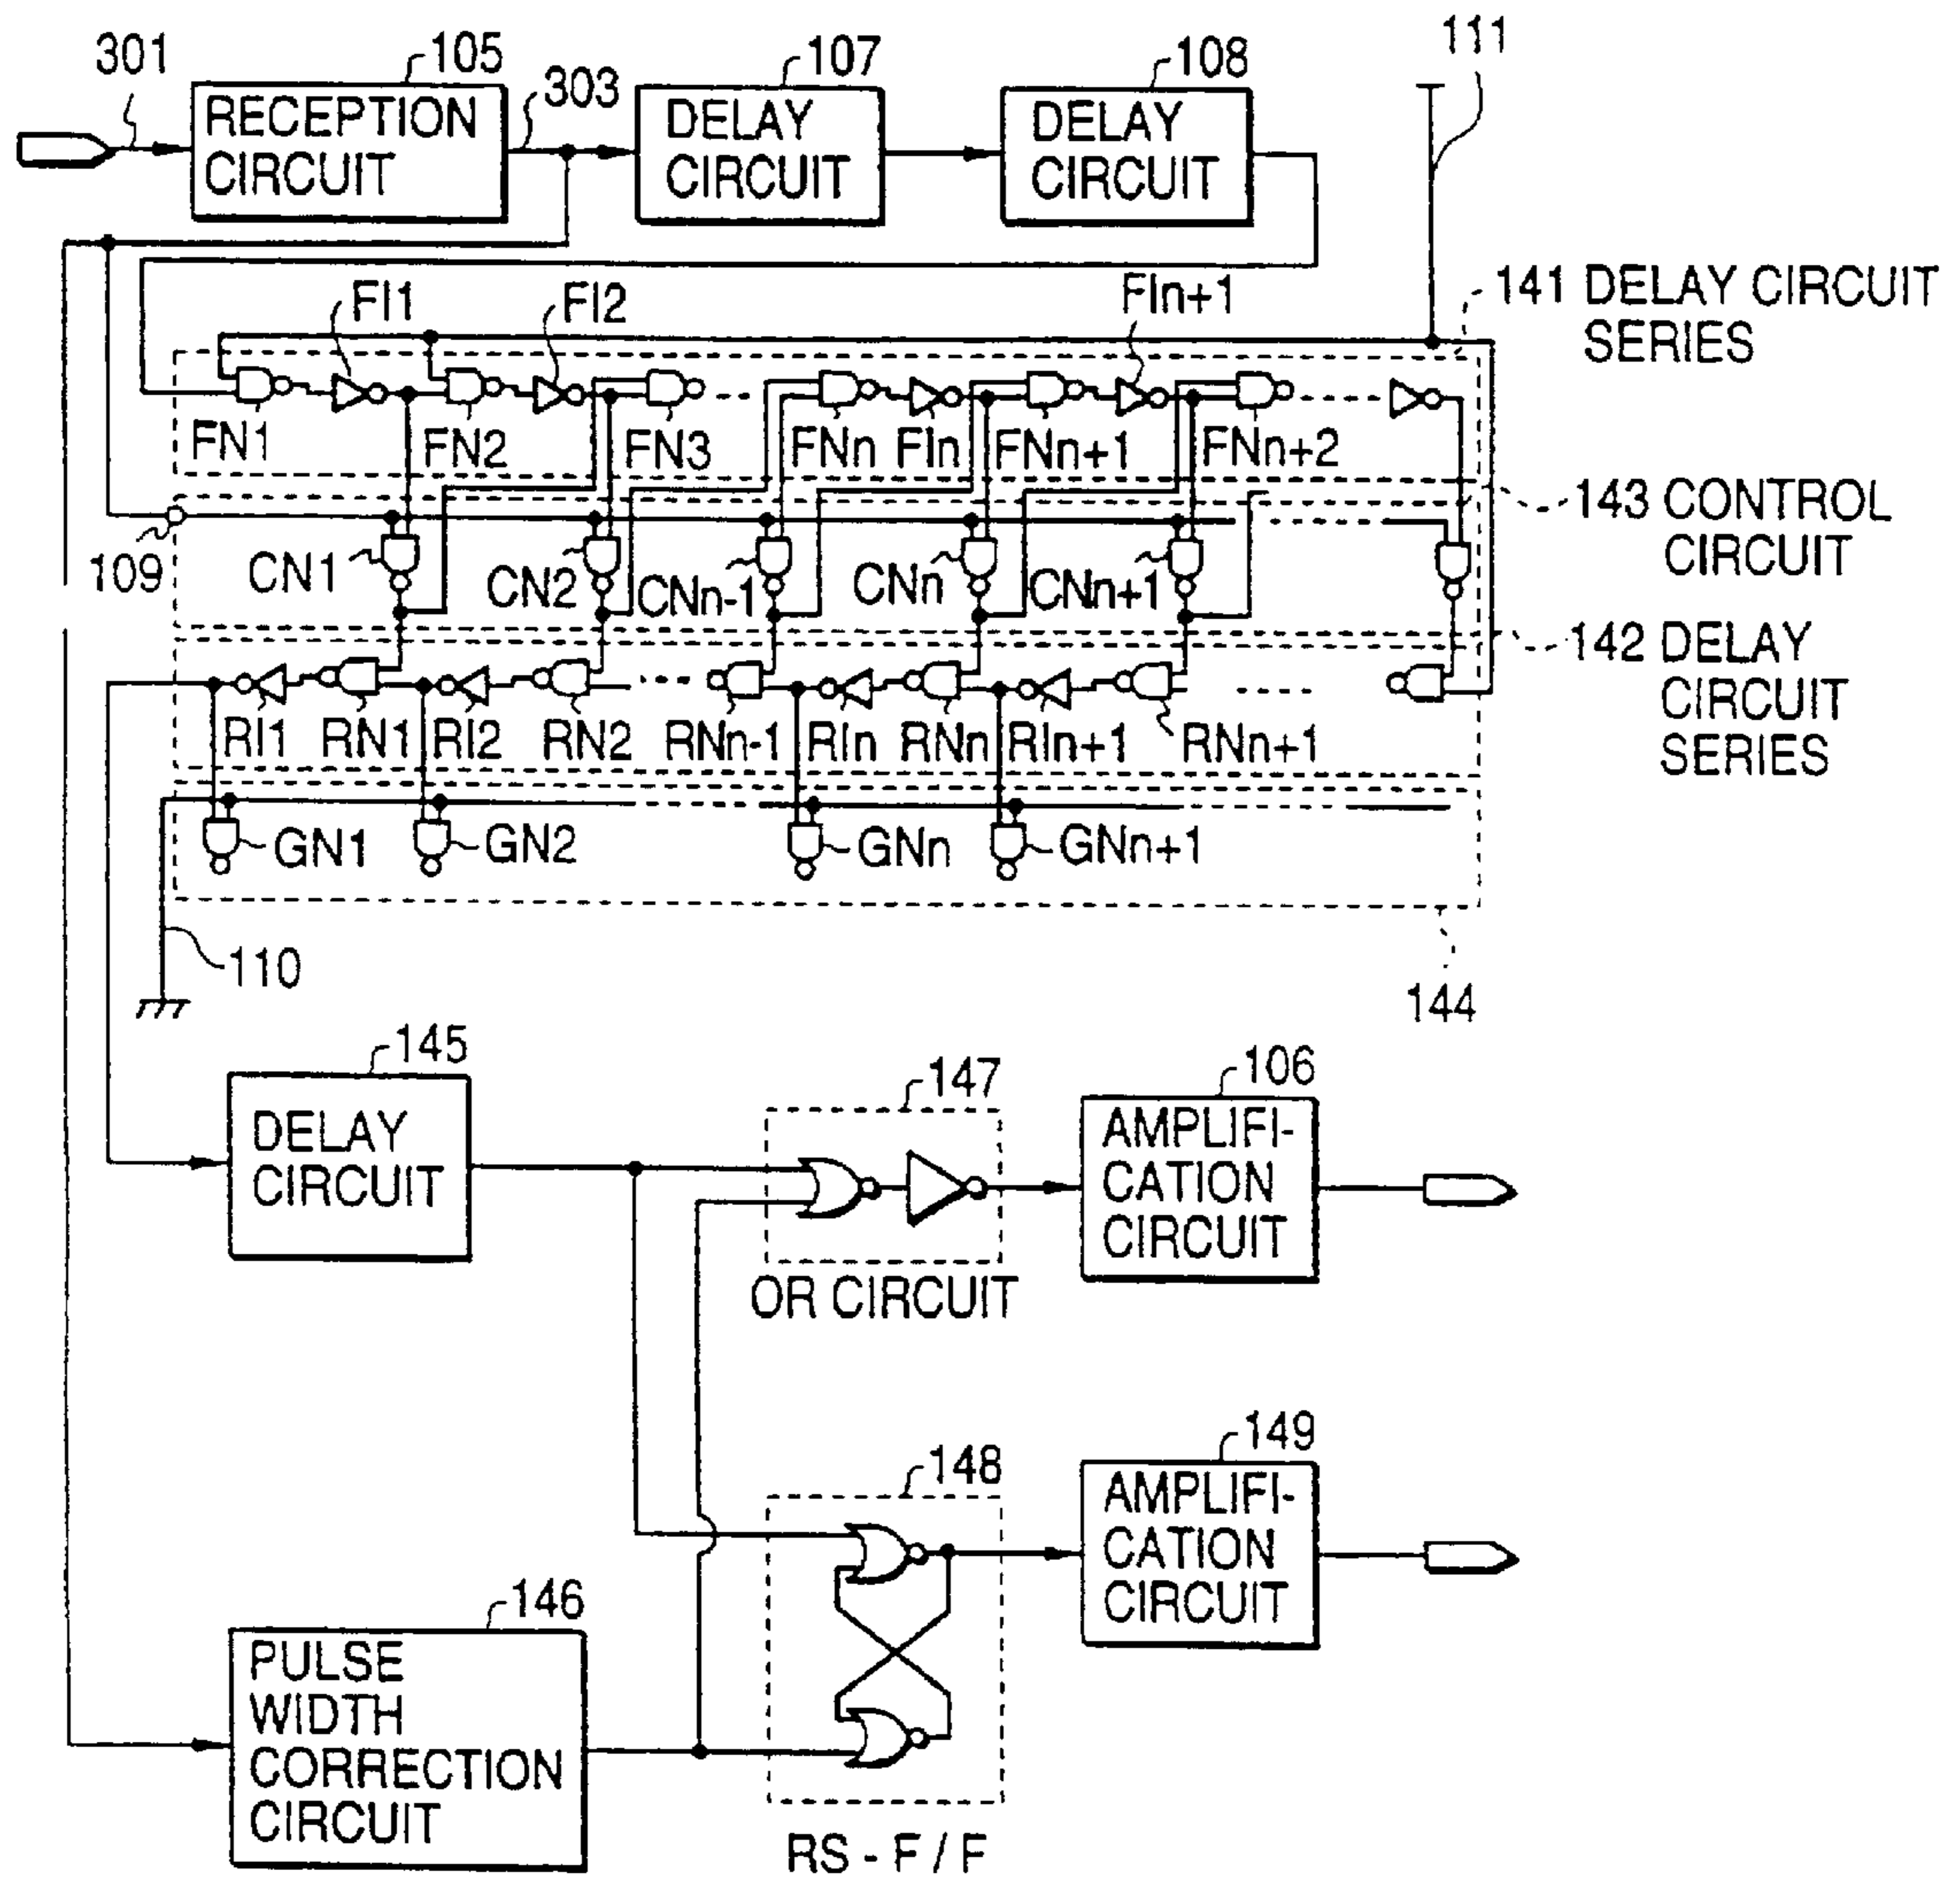 301
105
303
107
108
111
RECEPTION
CIRCUIT
DELAY
CIRCUIT
DELAY
CIRCUIT
FI1
FI2
FIn+1
141 DELAY CIRCUIT
SERIES
FN1
FN2
FN3
FNn
FIn
FNn+1
FNn+2
143 CONTROL
CIRCUIT
109
CN1
CN2
CNn-1
CNn
CNn+1
142 DELAY
CIRCUIT
SERIES
RI1
RN1
RI2
RN2
RNn-1
RIn
RNn
RIn+1
RNn+1
GN1
GN2
GNn
GNn+1
110
144
145
DELAY
CIRCUIT
147
OR CIRCUIT
106
AMPLIFI-
CATION
CIRCUIT
148
149
AMPLIFI-
CATION
CIRCUIT
146
PULSE
WIDTH
CORRECTION
CIRCUIT
RS - F / F